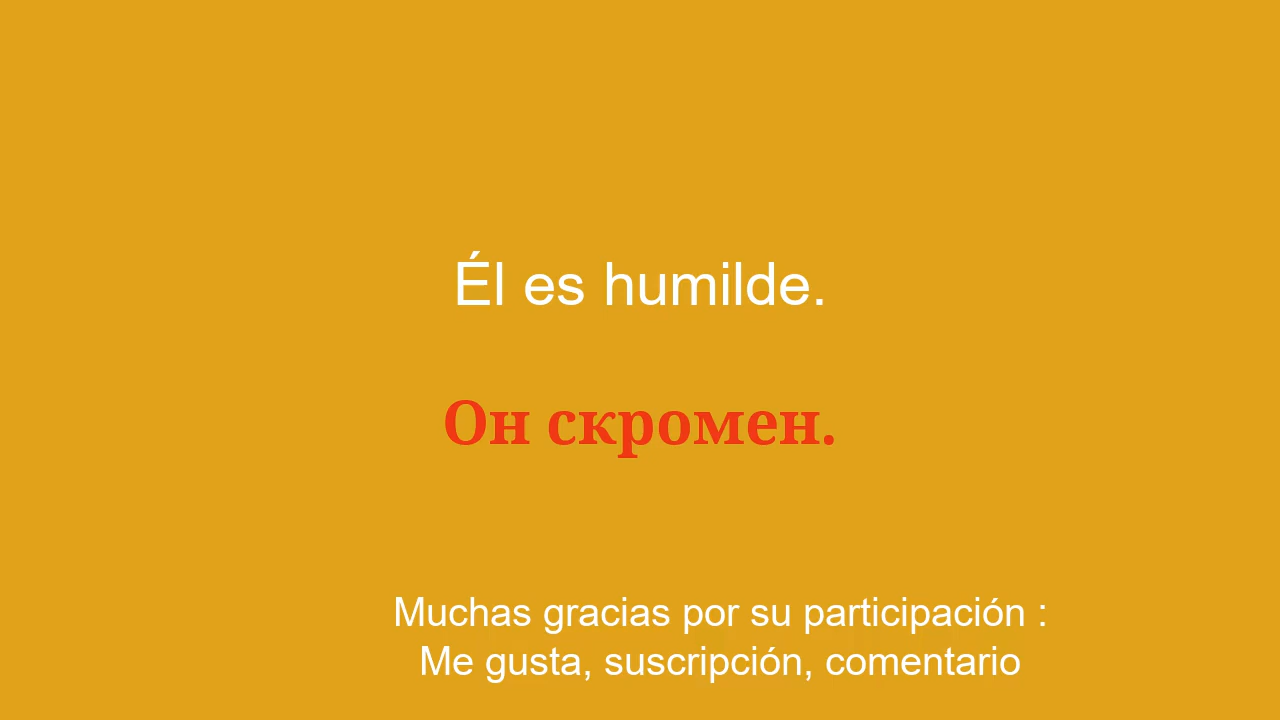 Él es humilde.
Он скромен.
Muchas gracias por su participación :
Me gusta, suscripción, comentario